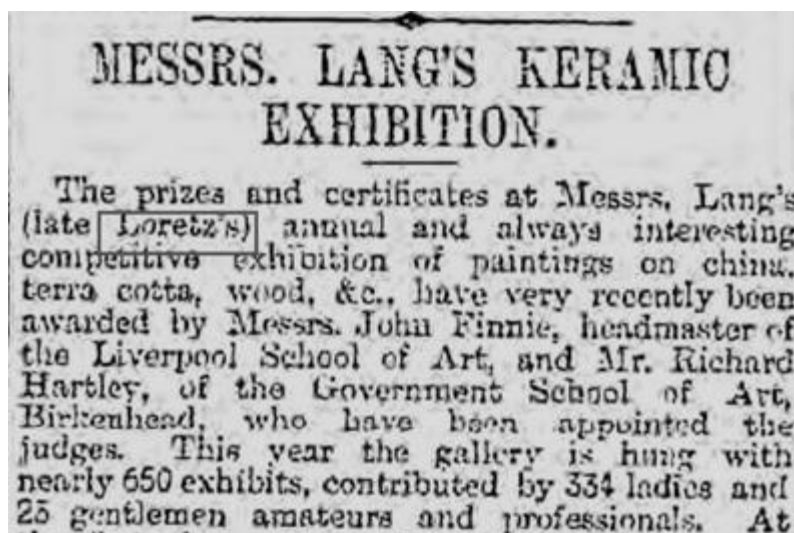 MESSRS. LANG'S KERAMIC
EXHIBITION.
The prizes and certificates at Messrs. Lang's
(late Loretz's) annual and always interesting
competitive exhibition of paintings on china,
terra cotta, wood, &c., have very recently been
awarded by Messrs. John Finnie, headmaster of
the Liverpool School of Art, and Mr. Richard
Hartley, of the Government School of Art,
Birkenhead, who have been appointed the
judges. This year the gallery is hung with
nearly 650 exhibits, contributed by 334 ladies and
25 gentlemen amateurs and professionals. At